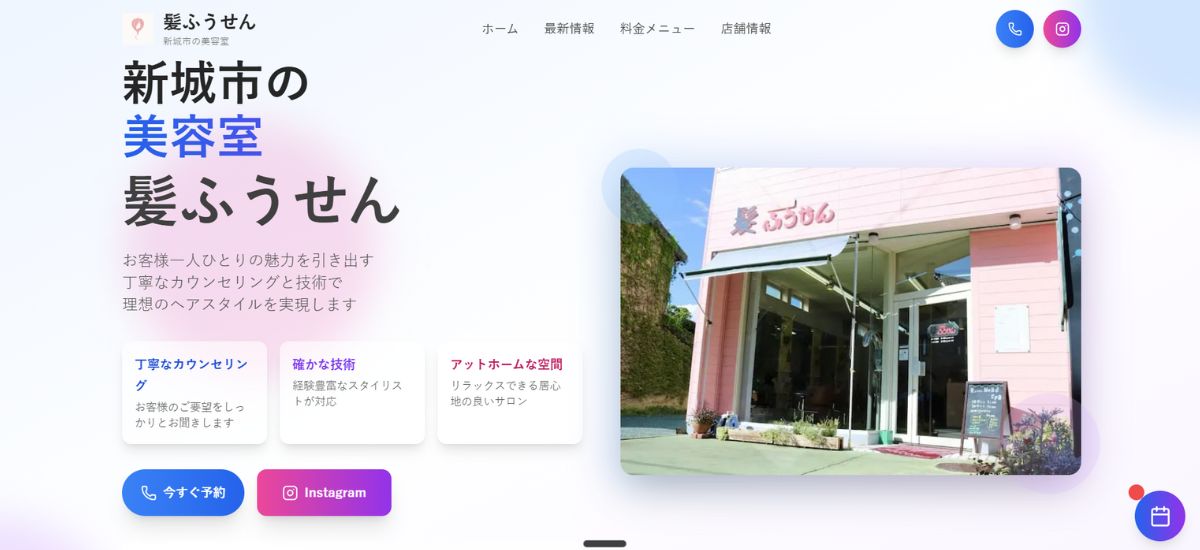 髪ふうせん
新城市の美容室
ホーム
最新情報
料金メニュー
店舗情報
新城市の
美容室
髪ふうせん
お客様一人ひとりの魅力を引き出す
丁寧なカウンセリングと技術で
理想のヘアスタイルを実現します
丁寧なカウンセリン
グ
お客様のご要望をしっ
かりとお聞きします
確かな技術
経験豊富なスタイリス
トが対応
アットホームな空間
リラックスできる居心
地の良いサロン
今すぐ予約
Instagram
髪ふうせん